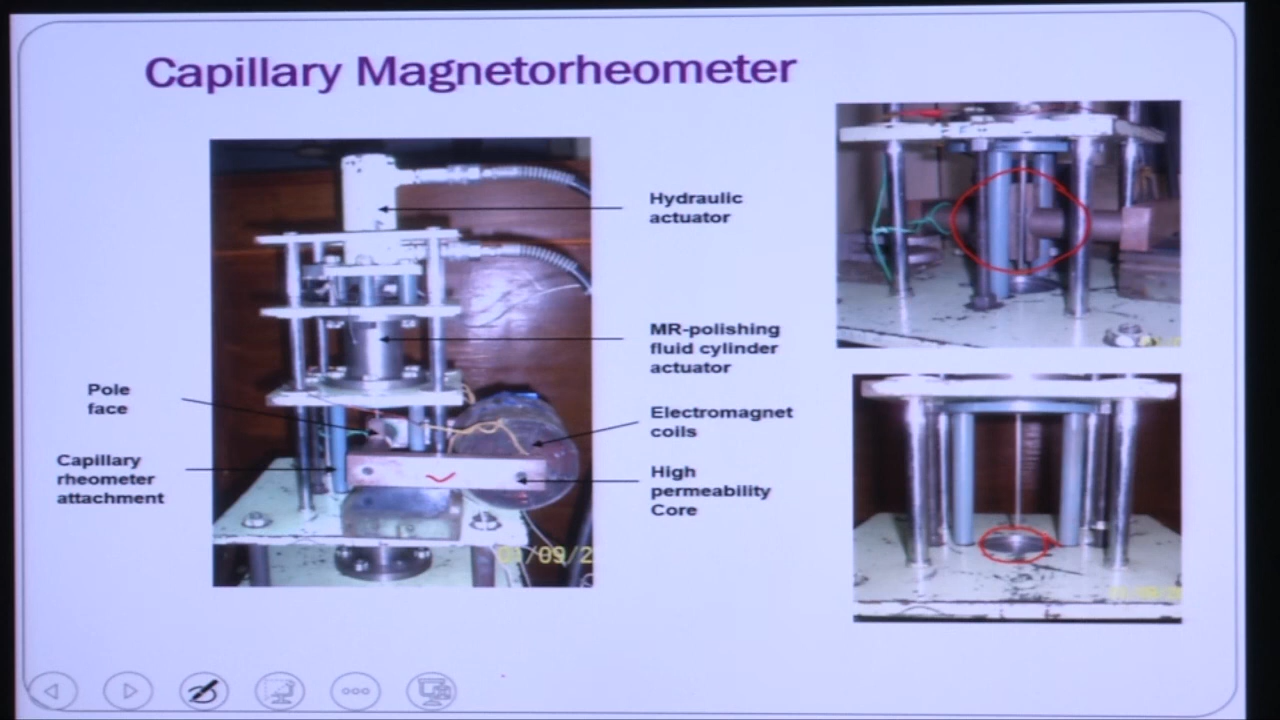 Capillary Magnetorheometer
Hydraulic
actuator
MR-polishing
fluid cylinder
actuator
Pole
face
Electromagnet
coils
Capillary
rheometer
attachment
High
permeability
Core